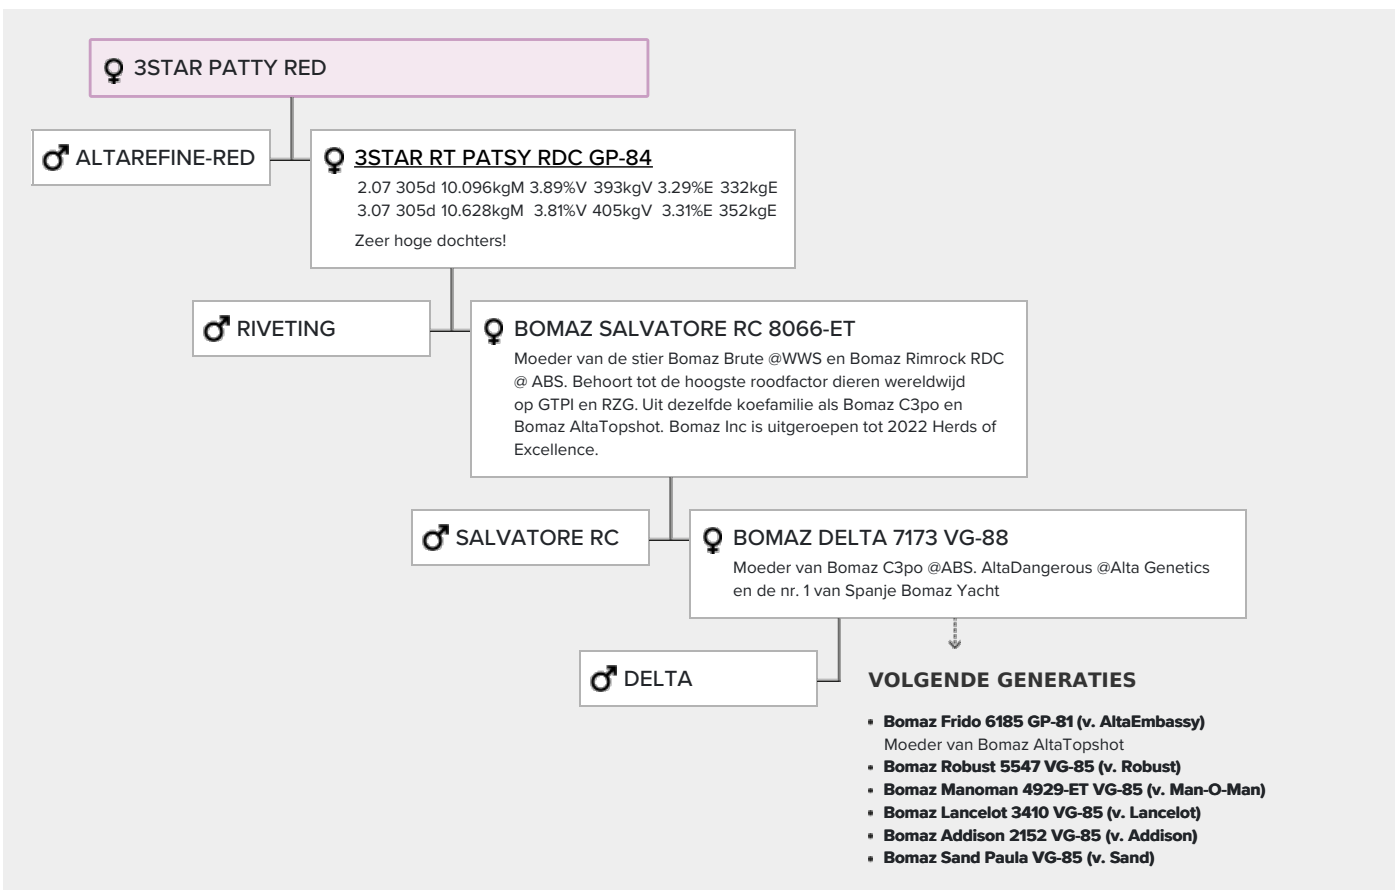 3STAR PATTY RED
ALTAREFINE-RED
3STAR RT PATSY RDC GP-84
2.07 305d 10.096kgM 3.89%V 393kgV 3.29%E 332kgE
3.07 305d 10.628kgM 3.81%V 405kgV 3.31%E 352kgE
Zeer hoge dochters!
RIVETING
BOMAZ SALVATORE RC 8066-ET
Moeder van de stier Bomaz Brute @WWS en Bomaz Rimrock RDC
@ ABS. Behoort tot de hoogste roodfactor dieren wereldwijd
op GTPI en RZG. Uit dezelfde koefamilie als Bomaz C3po en
Bomaz AltaTopshot. Bomaz Inc is uitgeroepen tot 2022 Herds of
Excellence.
SALVATORE RC
BOMAZ DELTA 7173 VG-88
Moeder van Bomaz C3po @ABS. AltaDangerous @Alta Genetics
en de nr. 1 van Spanje Bomaz Yacht
DELTA
VOLGENDE GENERATIES
• Bomaz Frido 6185 GP-81 (v. AltaEmbassy)
Moeder van Bomaz AltaTopshot
• Bomaz Robust 5547 VG-85 (v. Robust)
• Bomaz Manoman 4929-ET VG-85 (v. Man-O-Man)
• Bomaz Lancelot 3410 VG-85 (v. Lancelot)
• Bomaz Addison 2152 VG-85 (v. Addison)
• Bomaz Sand Paula VG-85 (v. Sand)